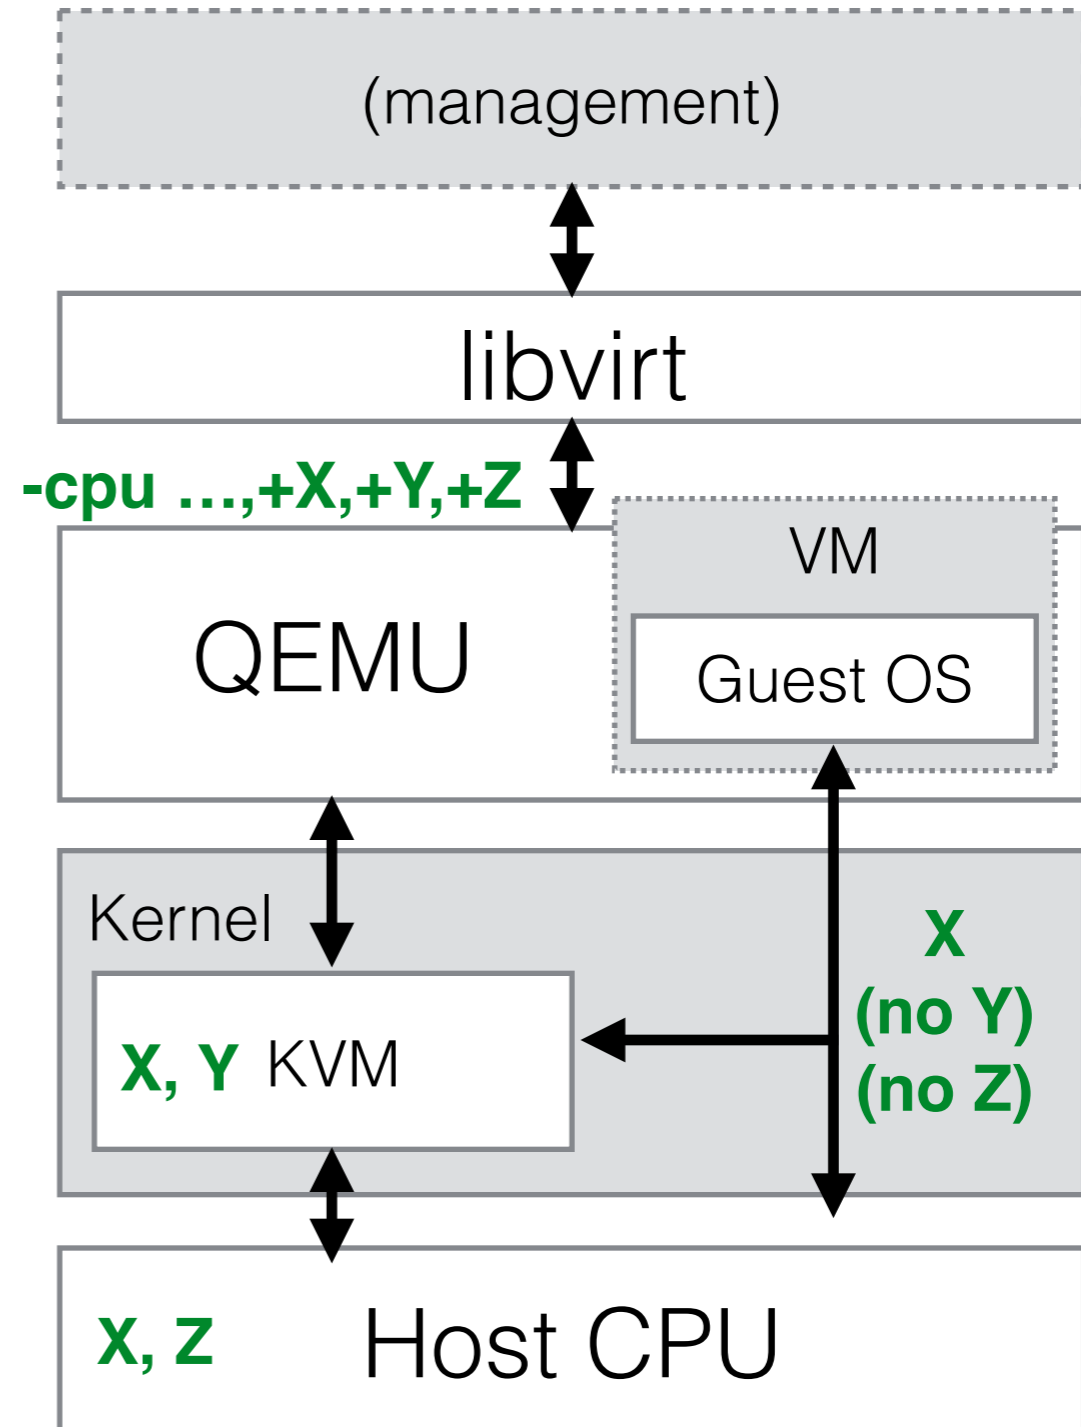 (management)
libvirt
-cpu ...,+X,+Y,+Z
VM
QEMU
Guest OS
Kernel
X
(no Y)
(no Z)
X, Y KVM
X, Z Host CPU